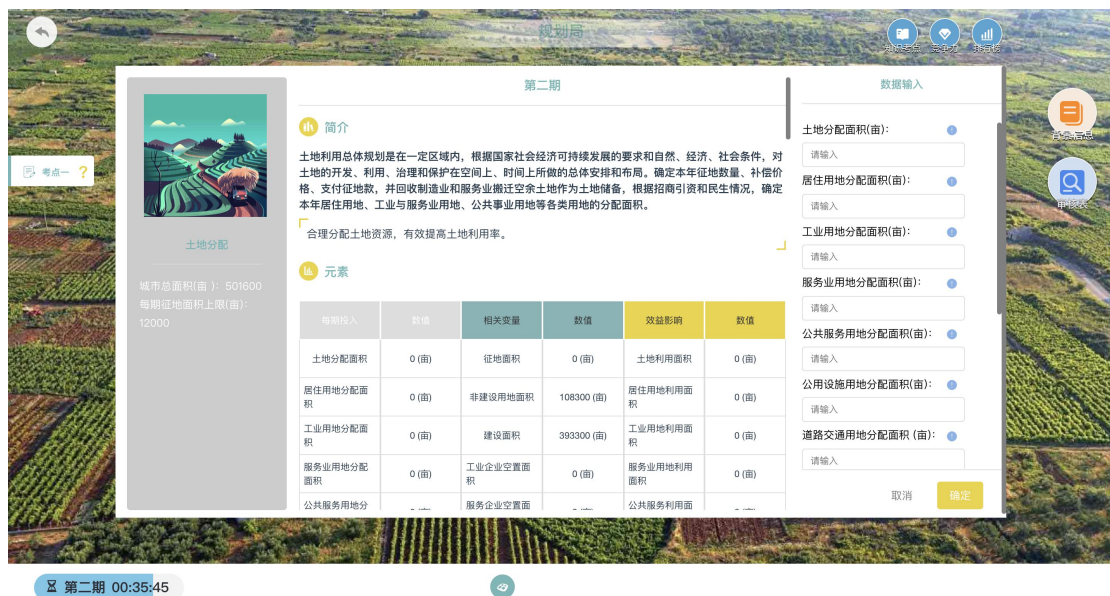 规划局
知识考点 竞争力 排行榜
背景信息
审核表
考点一 ?
土地分配
城市总面积(亩): 501600
每期征地面积上限(亩):
12000
第二期
简介
土地利用总体规划是在一定区域内，根据国家社会经济可持续发展的要求和自然、经济、社会条件，对
土地的开发、利用、治理和保护在空间上、时间上所做的总体安排和布局。确定本年征地数量、补偿价
格、支付征地款，并回收制造业和服务业搬迁空余土地作为土地储备，根据招商引资和民生情况，确定
本年居住用地、工业与服务业用地、公共事业用地等各类用地的分配面积。
合理分配土地资源，有效提高土地利用率。
元素
每期投入 数值 相关变量 数值 效益影响 数值
土地分配面积 0 (亩) 征地面积 0 (亩) 土地利用面积 0 (亩)
居住用地分配面积 0 (亩) 非建设用地面积 108300 (亩) 居住用地利用面积 0 (亩)
工业用地分配面积 0 (亩) 建设面积 393300 (亩) 工业用地利用面积 0 (亩)
服务业用地分配面积 0 (亩) 工业企业空置面积 0 (亩) 服务业用地利用面积 0 (亩)
公共服务用地分 服务企业空置面 公共服务利用面
数据输入
土地分配面积(亩):
请输入
居住用地分配面积(亩):
请输入
工业用地分配面积(亩):
请输入
服务业用地分配面积(亩):
请输入
公共服务用地分配面积(亩):
请输入
公用设施用地分配面积(亩):
请输入
道路交通用地分配面积 (亩):
请输入
取消 确定
第二期 00:35:45